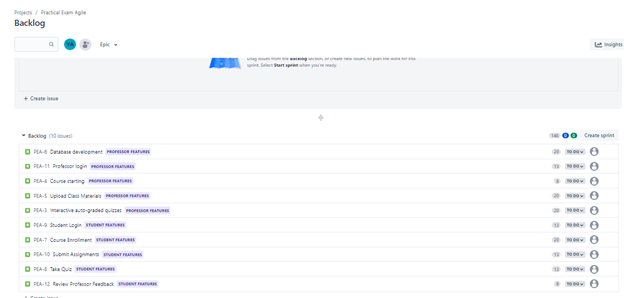 Projects / Practical Exam Agile
Backlog
YA Epic Insights
Drag issues from the Backlog section, or create new issues, to plan the work for this
sprint. Select Start sprint when you're ready.
+ Create issue
Backlog (10 issues) 0 0 Create sprint
PEA-6 Database development PROFESSOR FEATURES 20 TO DO
PEA-11 Professor login PROFESSOR FEATURES 13 TO DO
PEA-4 Course starting PROFESSOR FEATURES 8 TO DO
PEA-5 Upload Class Materials PROFESSOR FEATURES 20 TO DO
Interactive auto-graded quizzes PROFESSOR FEATURES 20 TO DO
PEA-9 Student Login STUDENT FEATURES 13 TO DO
PEA-7 Course Enrollment STUDENT FEATURES 20 TO DO
PEA-10 Submit Assignments STUDENT FEATURES 13 TO DO
PEA-8 Take Quiz STUDENT FEATURES 13 TO DO
PEA-12 Review Professor Feedback STUDENT FEATURES 8 TO DO
+ Create issue